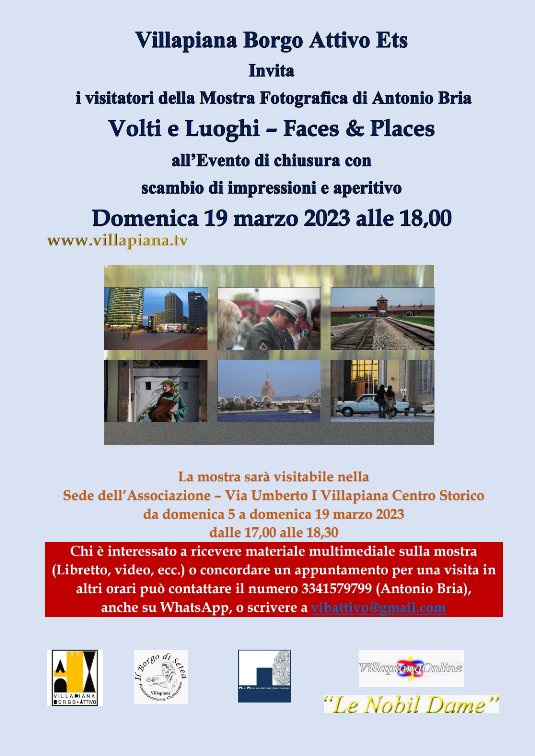 Villapiana Borgo Attivo Ets
Invita
i visitatori della Mostra Fotografica di Antonio Bria
Volti e Luoghi – Faces & Places
all'Evento di chiusura con
scambio di impressioni e aperitivo
Domenica 19 marzo 2023 alle 18,00
www.villapiana.tv
La mostra sarà visitabile nella
Sede dell'Associazione – Via Umberto I Villapiana Centro Storico
da domenica 5 a domenica 19 marzo 2023
dalle 17,00 alle 18,30
Chi è interessato a ricevere materiale multimediale sulla mostra
(Libretto, video, ecc.) o concordare un appuntamento per una visita in
altri orari può contattare il numero 3341579799 (Antonio Bria),
anche su WhatsApp, o scrivere a vibattivo@gmail.com
VILLAPIANA
BORGO·ATTIVO
Il Borgo di Setea
Villapiana
VillapianaOnline
"Le Nobil Dame"